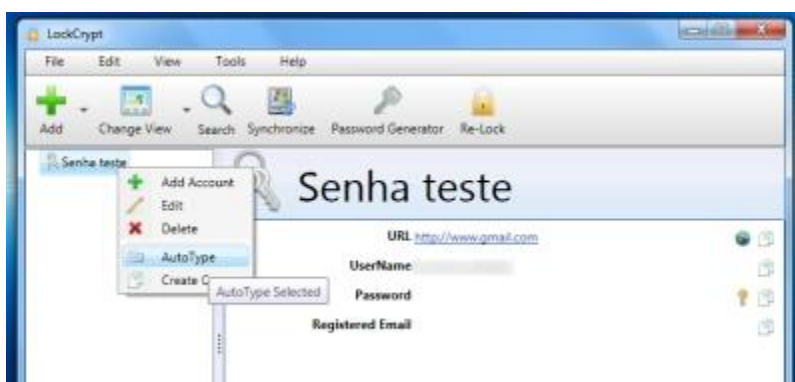 LockCrypt
File Edit View Tools Help
Add Change View Search Synchronize Password Generator Re-Lock
Senha teste
Add Account
Edit
Delete
AutoType
Create
AutoType Selected
Senha teste
URL http://www.gmail.com
UserName
Password
Registered Email